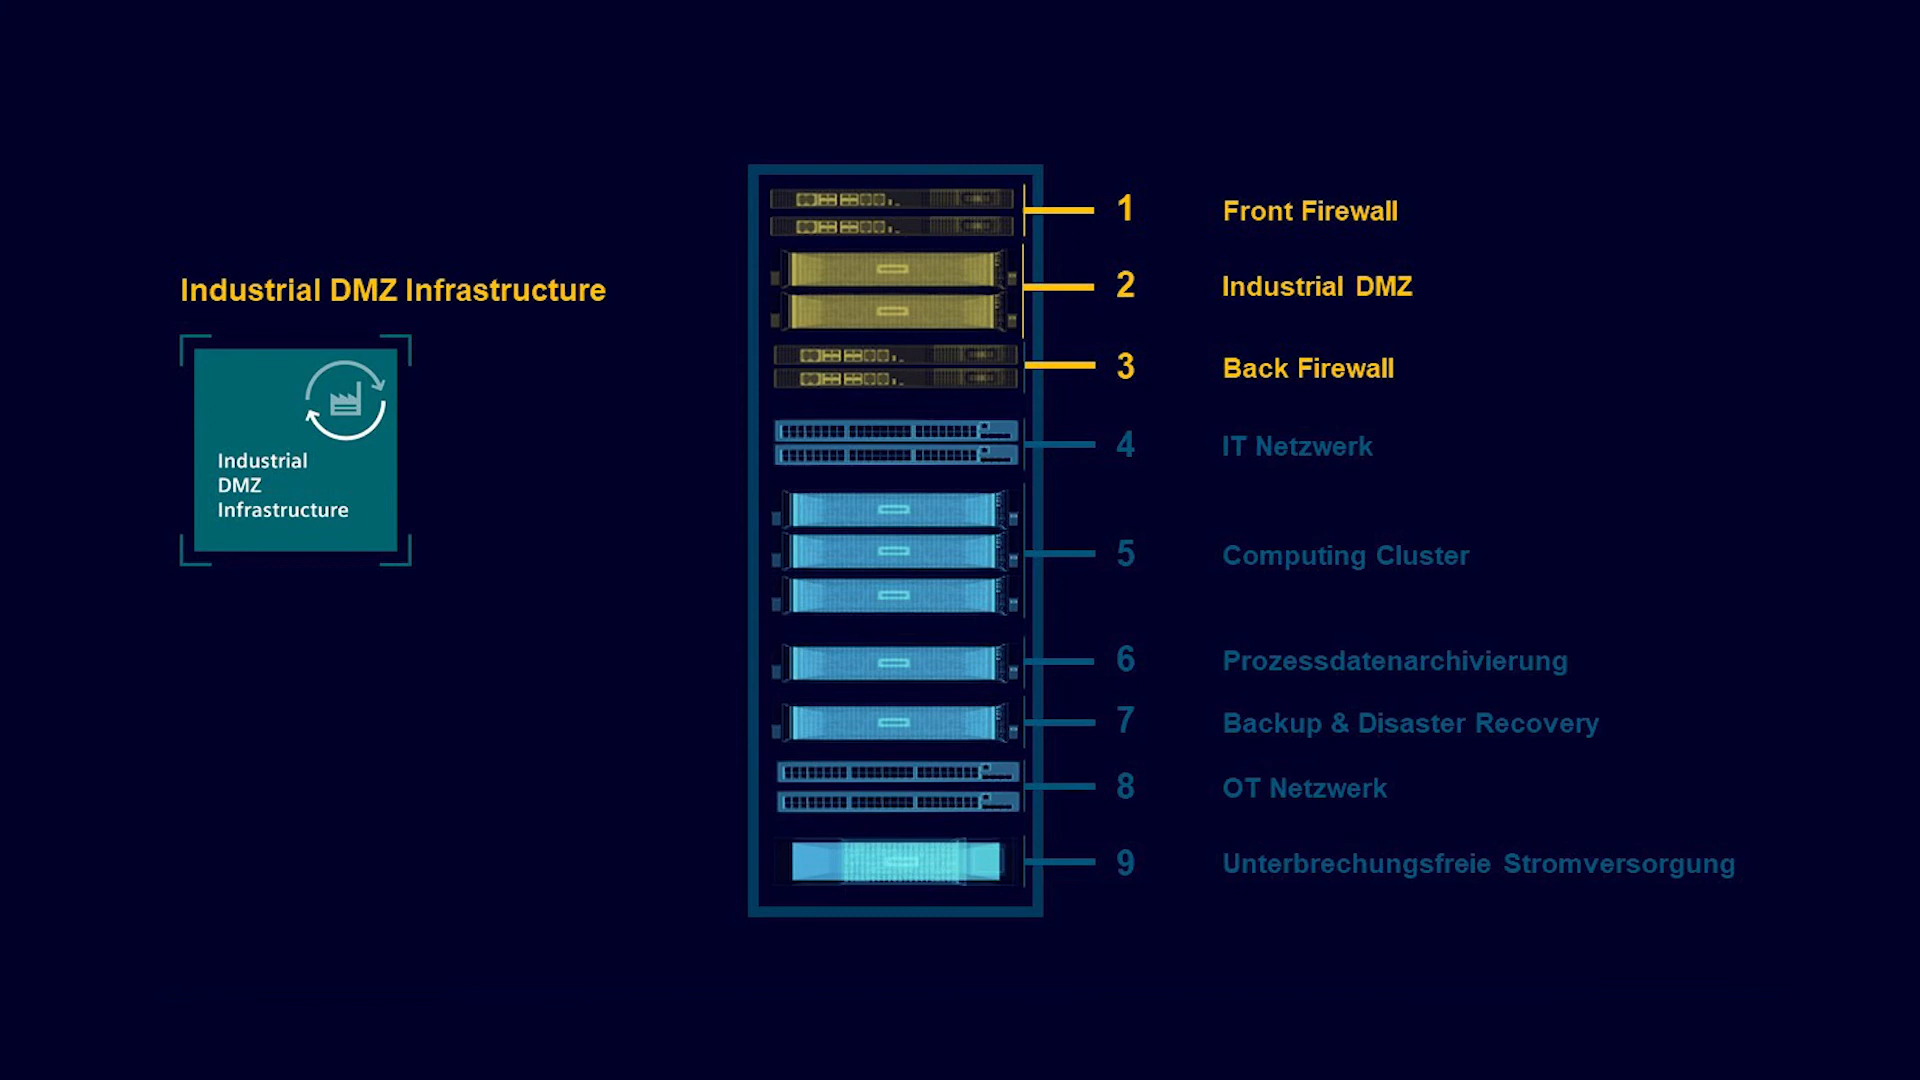 Industrial DMZ Infrastructure
Industrial
DMZ
Infrastructure
1 Front Firewall
2 Industrial DMZ
3 Back Firewall
4 IT Netzwerk
5 Computing Cluster
6 Prozessdatenarchivierung
7 Backup & Disaster Recovery
8 OT Netzwerk
9 Unterbrechungsfreie Stromversorgung